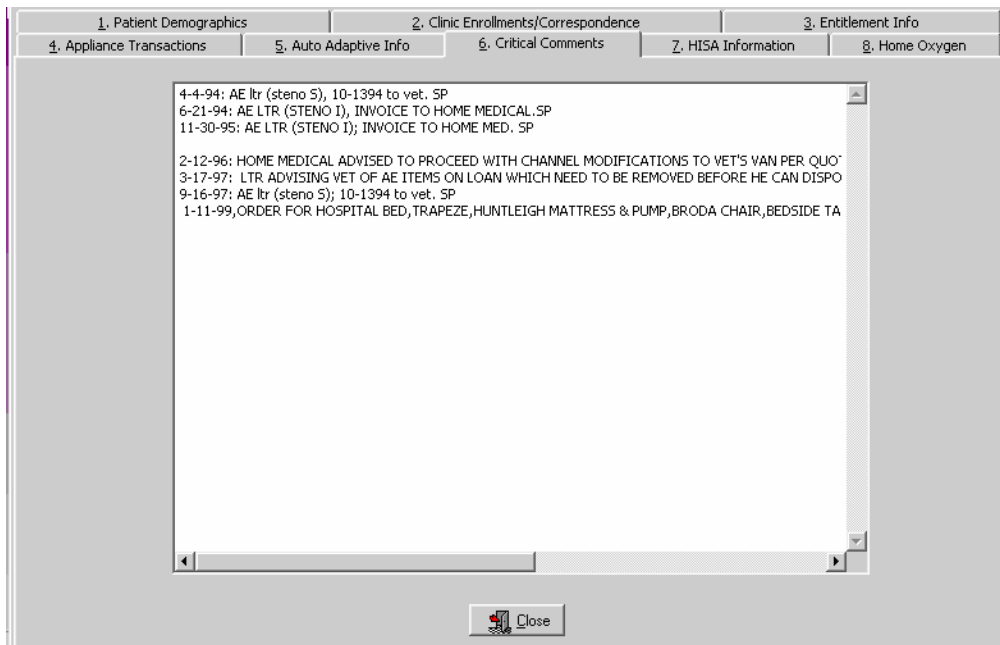 1. Patient Demographics
2. Clinic Enrollments/Correspondence
3. Entitlement Info
4. Appliance Transactions
5. Auto Adaptive Info
6. Critical Comments
7. HISA Information
8. Home Oxygen
4-4-94: AE ltr (steno S), 10-1394 to vet. SP
6-21-94: AE LTR (STENO I), INVOICE TO HOME MEDICAL.SP
11-30-95: AE LTR (STENO I); INVOICE TO HOME MED. SP
2-12-96: HOME MEDICAL ADVISED TO PROCEED WITH CHANNEL MODIFICATIONS TO VET'S VAN PER QUO
3-17-97: LTR ADVISING VET OF AE ITEMS ON LOAN WHICH NEED TO BE REMOVED BEFORE HE CAN DISPO
9-16-97: AE ltr (steno S); 10-1394 to vet. SP
1-11-99,ORDER FOR HOSPITAL BED,TRAPEZE,HUNTLEIGH MATTRESS & PUMP,BRODA CHAIR,BEDSIDE TA
Close